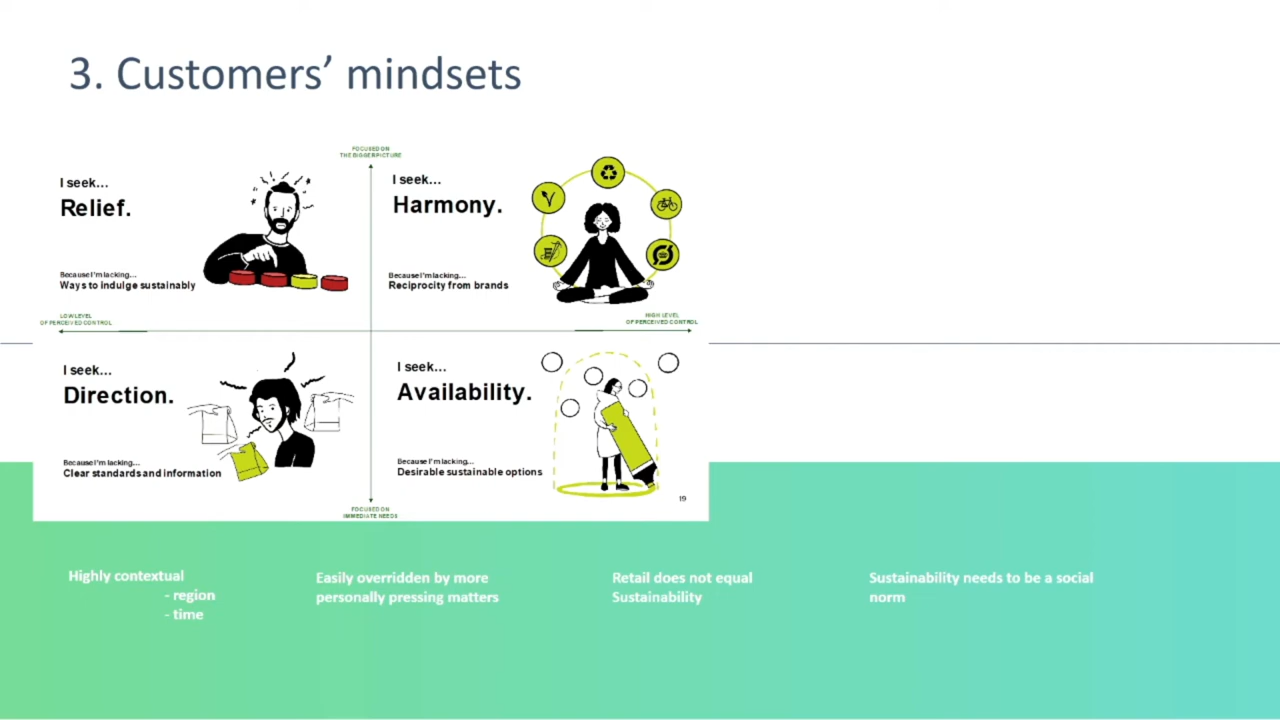 3. Customers’ mindsets
FOCUSED ON
THE BIGGER PICTURE
I seek...
Relief.
Because I'm lacking...
Ways to indulge sustainably
I seek...
Harmony.
Because I'm lacking...
Reciprocity from brands
LOW LEVEL
OF PERCEIVED CONTROL
HIGH LEVEL
OF PERCEIVED CONTROL
I seek...
Direction.
Because I'm lacking...
Clear standards and information
I seek...
Availability.
Because I'm lacking...
Desirable sustainable options
19
FOCUSED ON
IMMEDIATE NEEDS
Highly contextual
- region
- time
Easily overridden by more
personally pressing matters
Retail does not equal
Sustainability
Sustainability needs to be a social
norm